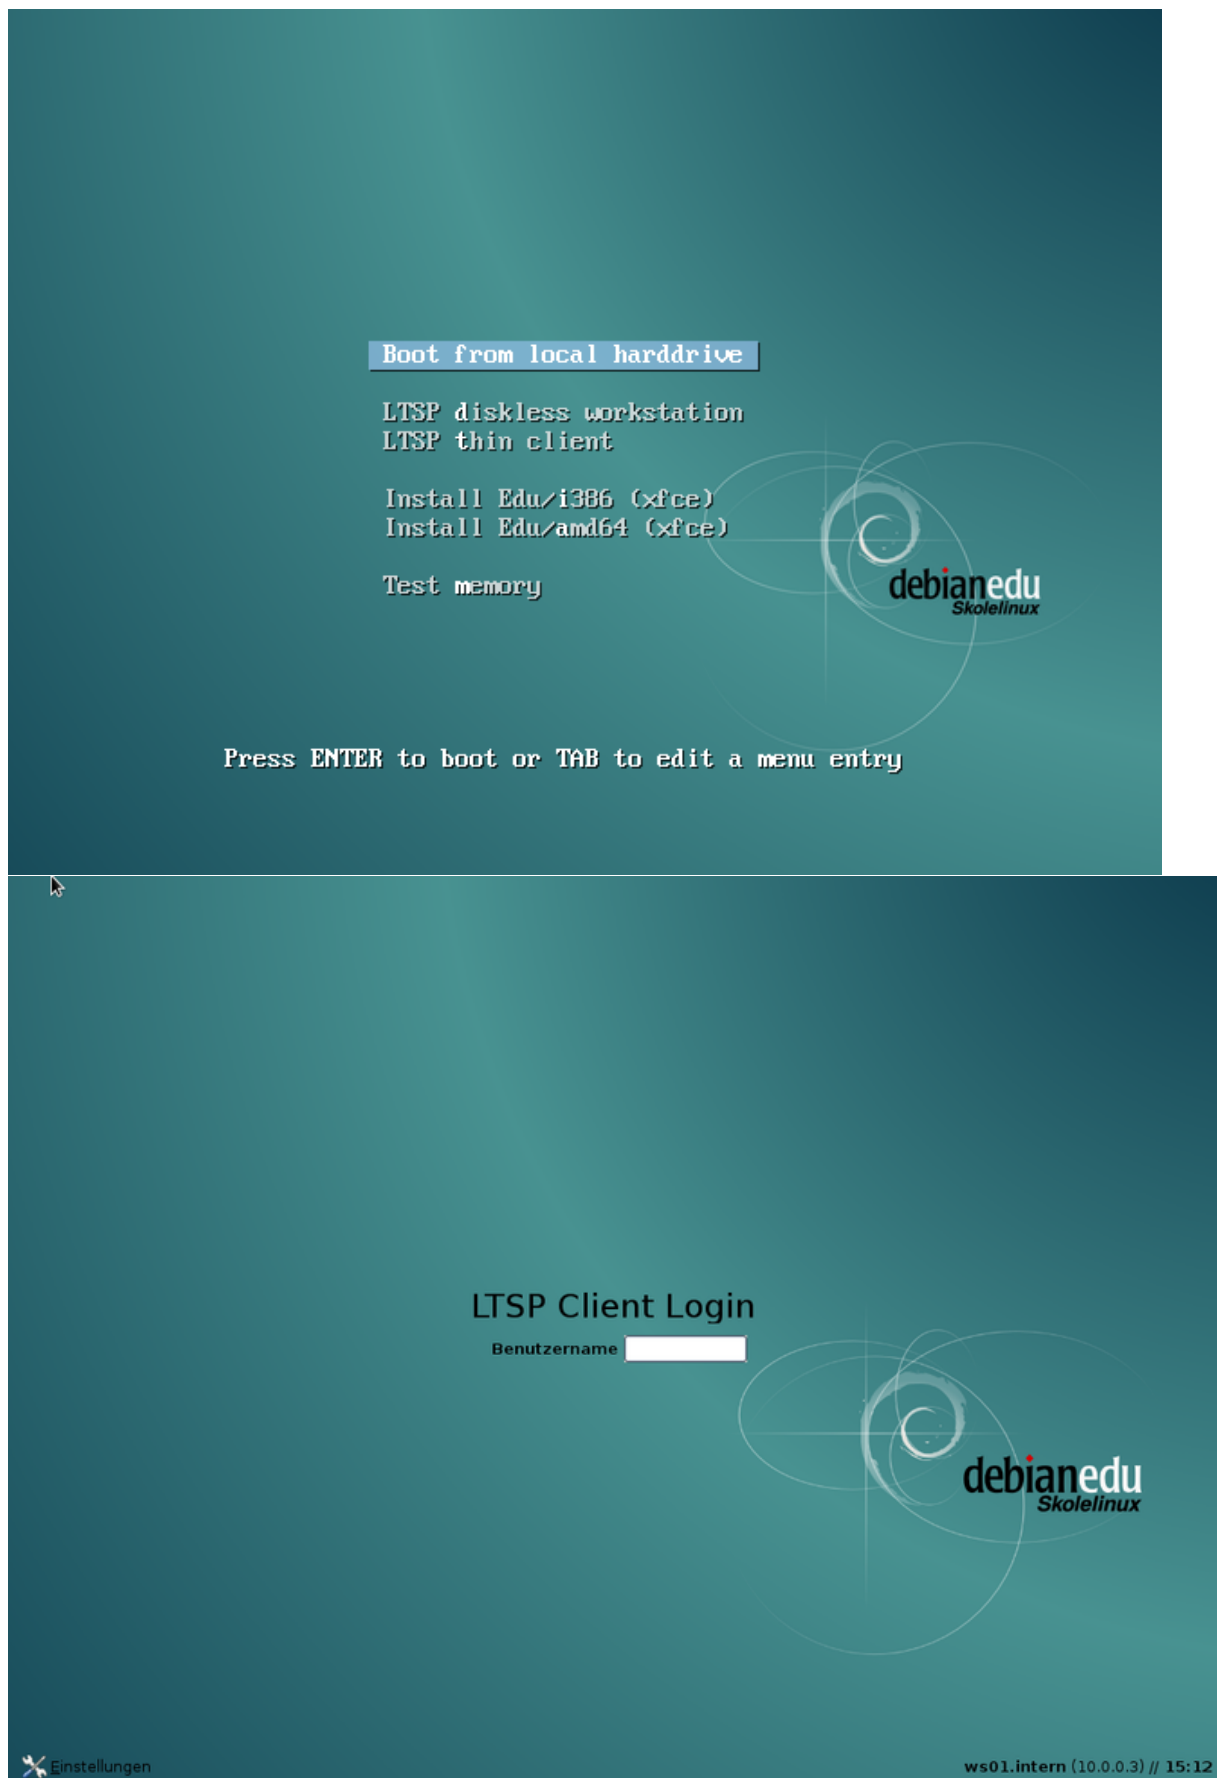 Boot from local harddrive
LTSP diskless workstation
LTSP thin client
Install Edu/i386 (xfce)
Install Edu/amd64 (xfce)
Test memory
debianedu
Skolelinux
Press ENTER to boot or TAB to edit a menu entry
LTSP Client Login
Benutzername
debianedu
Skolelinux
Einstellungen
ws01.intern (10.0.0.3) // 15:12